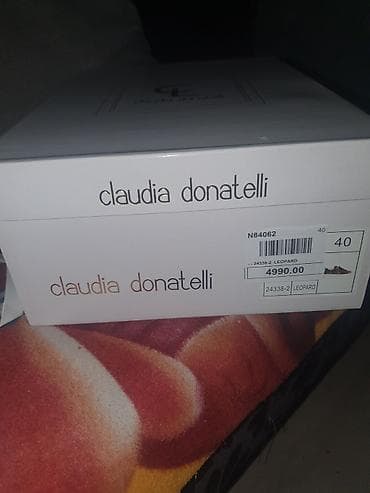 claudia donatelli
claudia donatelli
N84062
40
40
24338-2 LEOPARD
4990.00
24338-2 LEOPARD